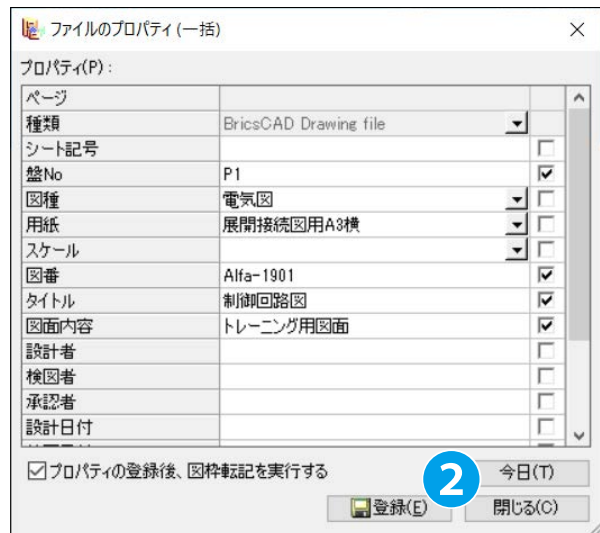 ファイルのプロパティ(一括)
プロパティ(P):
ページ
種類 BricsCAD Drawing file
シート記号
盤No P1
図種 電気図
用紙 展開接続図用A3横
スケール
図番 Alfa-1901
タイトル 制御回路図
図面内容 トレーニング用図面
設計者
検図者
承認者
設計日付
プロパティの登録後、図枠転記を実行する 2 今日(T)
登録(E) 閉じる(C)